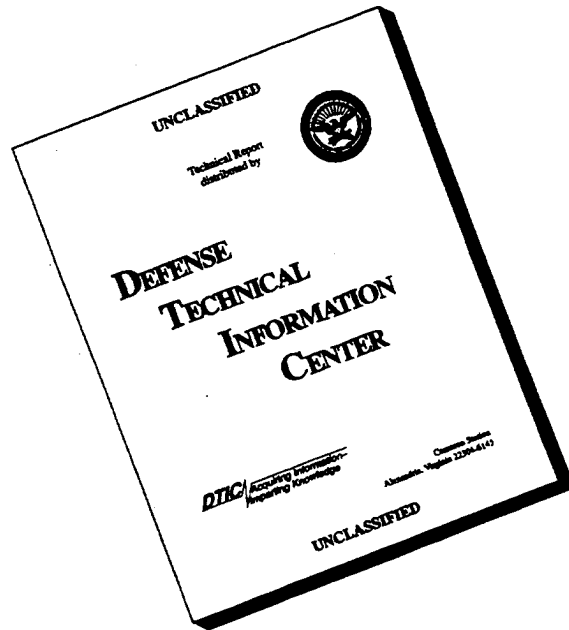 UNCLASSIFIED
Technical Report
distributed by
DEFENSE
TECHNICAL
INFORMATION
CENTER
DTIC
Acquiring Information-
Imparting Knowledge
Cameron Station
Alexandria, Virginia 22304-6145
UNCLASSIFIED